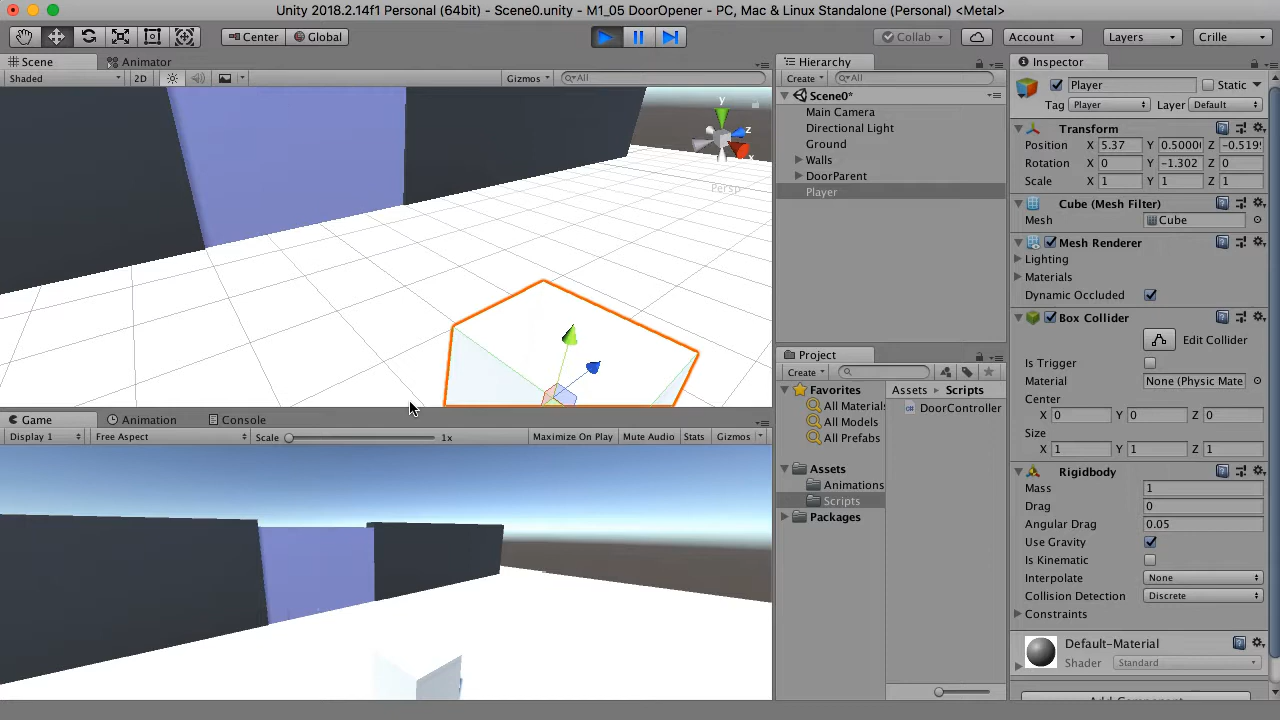 Unity 2018.2.14f1 Personal (64bit) - Scene0.unity - M1_05 DoorOpener - PC, Mac & Linux Standalone (Personal) <Metal>
Center Global Collab Account Layers Crille
Scene Animator Hierarchy Inspector
Shaded 2D Gizmos All Create All Player Static
Tag Player Layer Default
Scene0*
Main Camera
Directional Light
Ground
Walls
DoorParent
Player
y
z
x
Persp
Transform
Position X 5.37 Y 0.5000 Z -0.519
Rotation X 0 Y -1.302 Z 0
Scale X 1 Y 1 Z 1
Cube (Mesh Filter)
Mesh Cube
Mesh Renderer
Lighting
Materials
Dynamic Occluded
Box Collider
Edit Collider
Is Trigger
Material None (Physic Mate
Center
X 0 Y 0 Z 0
Size
X 1 Y 1 Z 1
Rigidbody
Mass 1
Drag 0
Angular Drag 0.05
Use Gravity
Is Kinematic
Interpolate None
Collision Detection Discrete
Constraints
Default-Material
Shader Standard
Project
Create
Favorites
All Materials
All Models
All Prefabs
Assets
Animations
Scripts
Packages
Assets Scripts
DoorController
Game Animation Console
Display 1 Free Aspect Scale 1x Maximize On Play Mute Audio Stats Gizmos